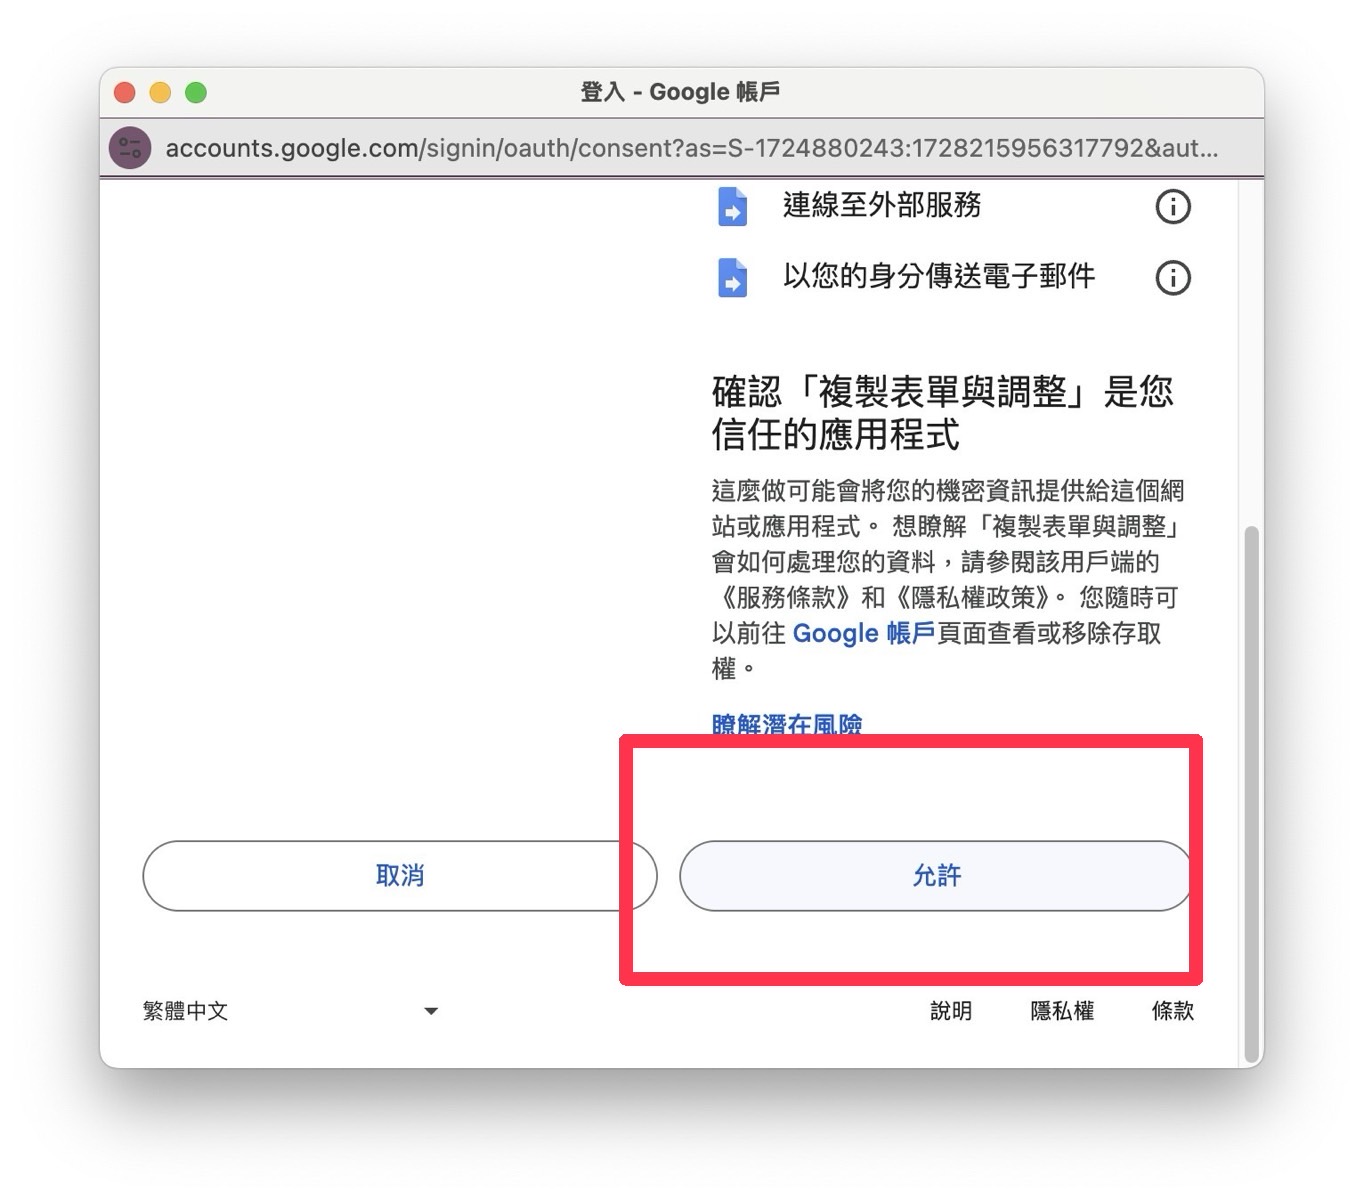 登入 - Google 帳戶
accounts.google.com/signin/oauth/consent?as=S-1724880243:1728215956317792&aut...
連線至外部服務
以您的身分傳送電子郵件
確認「複製表單與調整」是您
信任的應用程式
這麼做可能會將您的機密資訊提供給這個網
站或應用程式。 想瞭解「複製表單與調整」
會如何處理您的資料，請參閱該用戶端的
《服務條款》和《隱私權政策》。 您隨時可
以前往 Google 帳戶頁面查看或移除存取
權。
瞭解潛在風險
取消
允許
繁體中文
說明
隱私權
條款